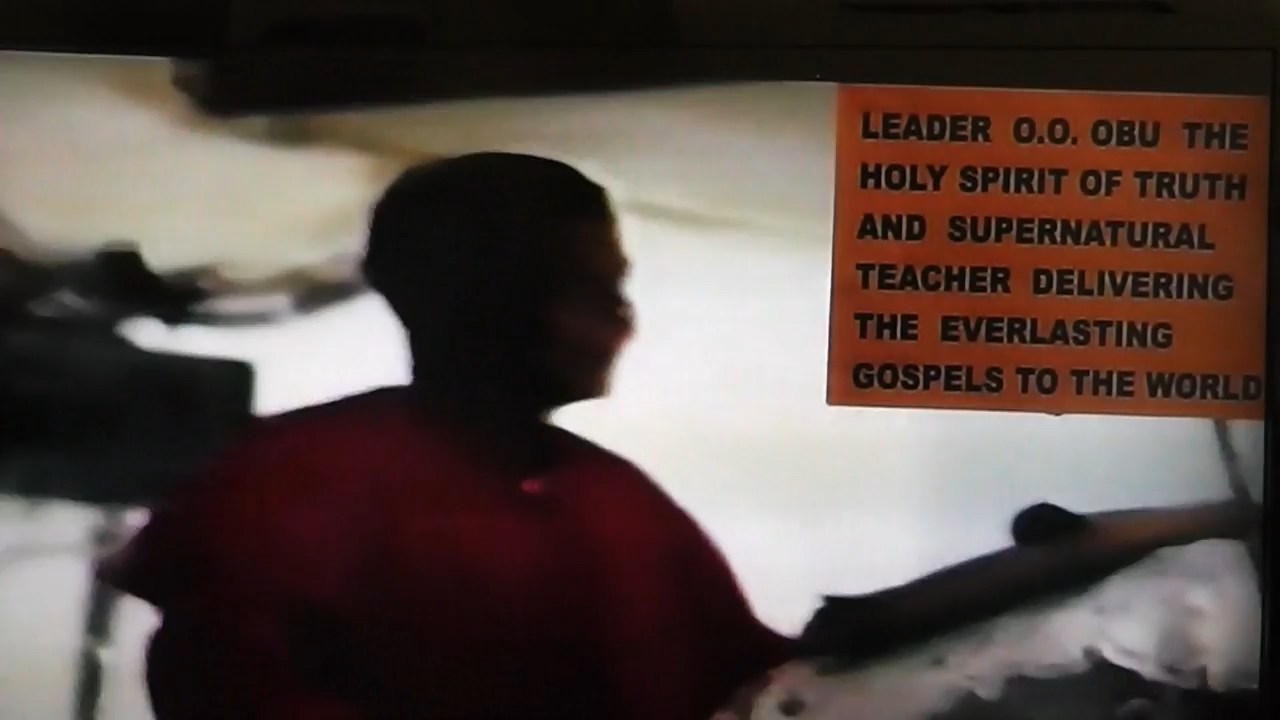 LEADER O.O. OBU THE
HOLY SPIRIT OF TRUTH
AND SUPERNATURAL
TEACHER DELIVERING
THE EVERLASTING
GOSPELS TO THE WORLD